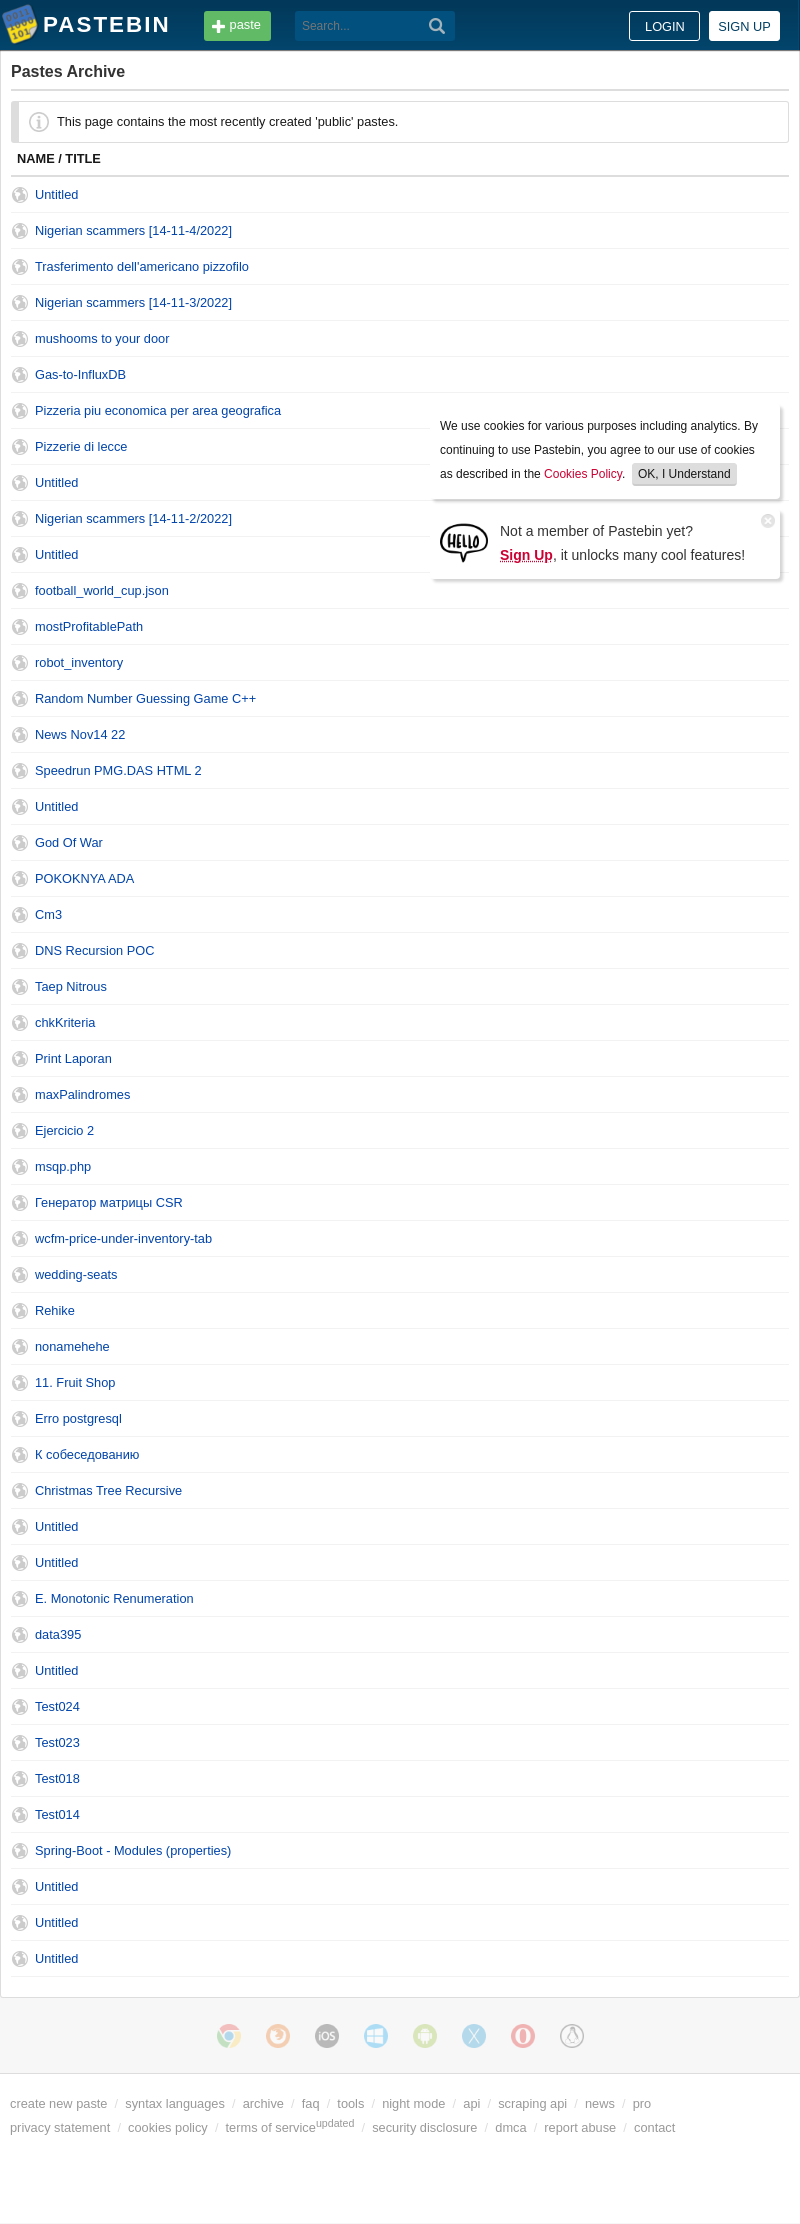 PASTEBIN paste Search... LOGIN SIGN UP
Pastes Archive
This page contains the most recently created 'public' pastes.
NAME / TITLE
Untitled
Nigerian scammers [14-11-4/2022]
Trasferimento dell'americano pizzofilo
Nigerian scammers [14-11-3/2022]
mushooms to your door
Gas-to-InfluxDB
Pizzeria piu economica per area geografica
Pizzerie di lecce
Untitled
Nigerian scammers [14-11-2/2022]
Untitled
We use cookies for various purposes including analytics. By
continuing to use Pastebin, you agree to our use of cookies
as described in the Cookies Policy. OK, I Understand
HELLO
Not a member of Pastebin yet?
Sign Up, it unlocks many cool features!
football_world_cup.json
mostProfitablePath
robot_inventory
Random Number Guessing Game C++
News Nov14 22
Speedrun PMG.DAS HTML 2
Untitled
God Of War
POKOKNYA ADA
Cm3
DNS Recursion POC
Taep Nitrous
chkKriteria
Print Laporan
maxPalindromes
Ejercicio 2
msqp.php
Генератор матрицы CSR
wcfm-price-under-inventory-tab
wedding-seats
Rehike
nonamehehe
11. Fruit Shop
Erro postgresql
К собеседованию
Christmas Tree Recursive
Untitled
Untitled
E. Monotonic Renumeration
data395
Untitled
Test024
Test023
Test018
Test014
Spring-Boot - Modules (properties)
Untitled
Untitled
Untitled
iOS
create new paste / syntax languages / archive / faq / tools / night mode / api / scraping api / news / pro
privacy statement / cookies policy / terms of service updated / security disclosure / dmca / report abuse / contact